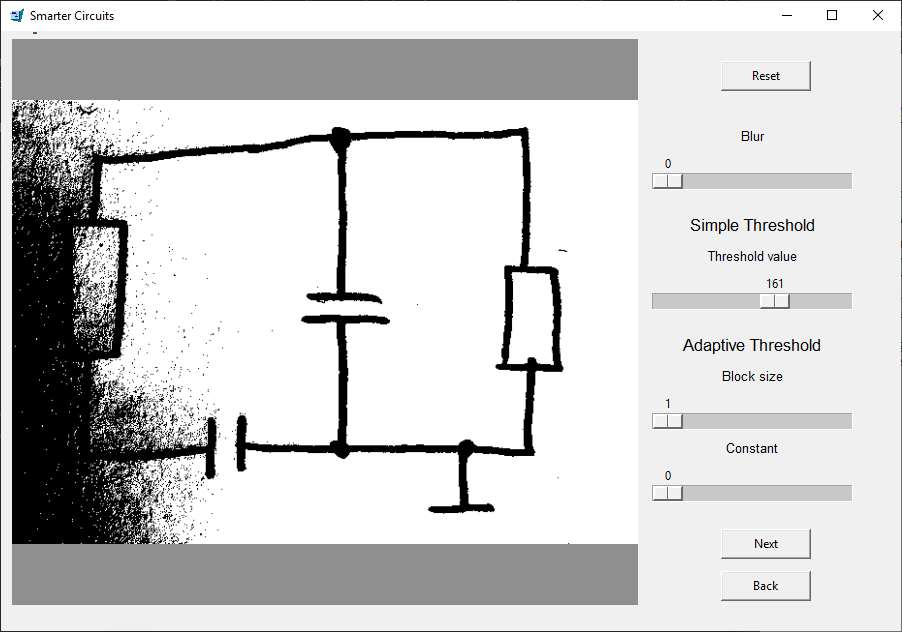 Smarter Circuits
Reset
Blur
0
Simple Threshold
Threshold value
161
Adaptive Threshold
Block size
1
Constant
0
Next
Back